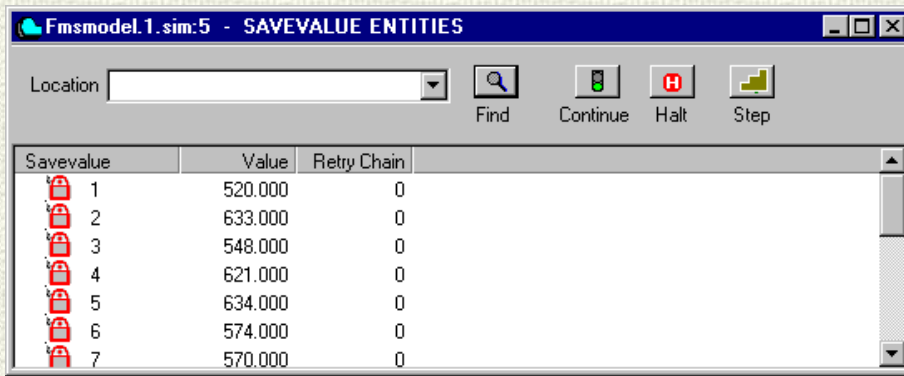 Fmsmodel.1.sim:5 - SAVEVALUE ENTITIES
Location
Find Continue Halt Step
Savevalue Value Retry Chain
1 520.000 0
2 633.000 0
3 548.000 0
4 621.000 0
5 634.000 0
6 574.000 0
7 570.000 0